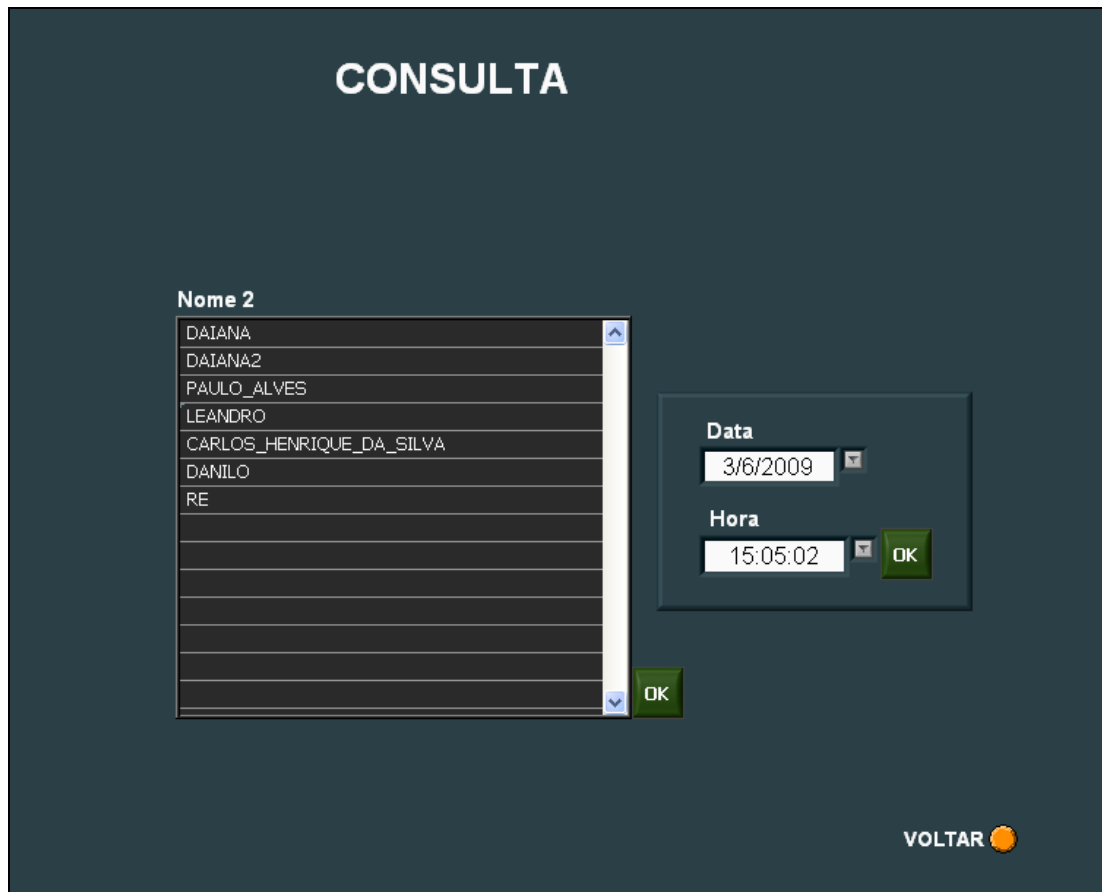 CONSULTA
Nome 2
DAIANA
DAIANA2
PAULO_ALVES
LEANDRO
CARLOS_HENRIQUE_DA_SILVA
DANILO
RE
OK
Data
3/6/2009
Hora
15:05:02
OK
VOLTAR